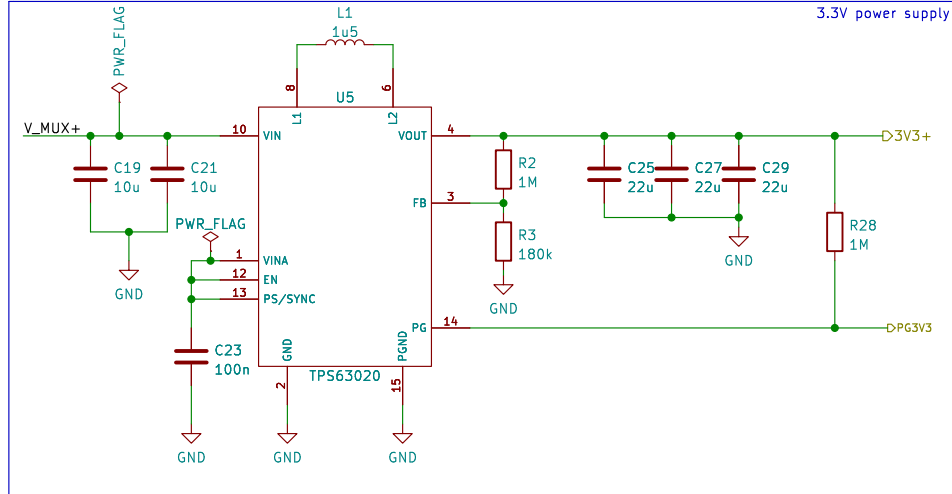 3.3V power supply
PWR_FLAG
L1
1u5
8
6
U5
L1
L2
V_MUX+
10
VIN
VOUT
4
3V3+
C19
10u
C21
10u
R2
1M
C25
22u
C27
22u
C29
22u
FB
3
PWR_FLAG
R3
180k
R28
1M
1
VINA
12
EN
13
PS/SYNC
GND
GND
GND
PG
14
PG3V3
C23
100n
GND
PGND
2
TPS63020
15
GND
GND
GND